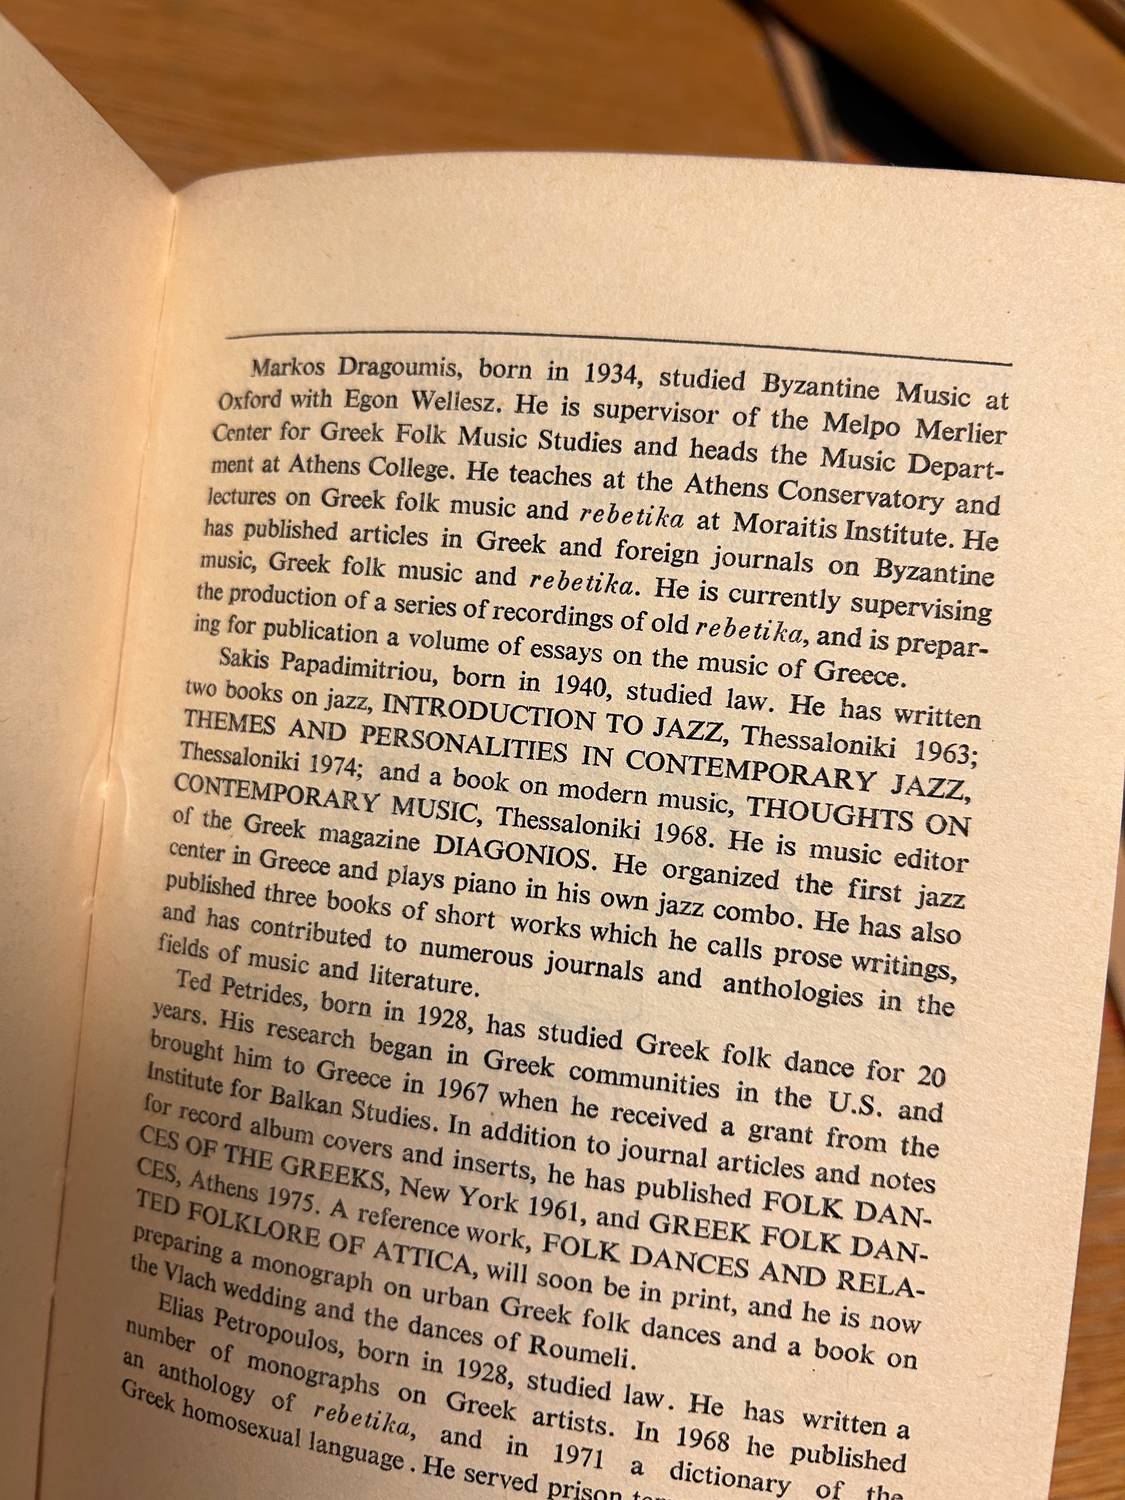 Markos Dragoumis, born in 1934, studied Byzantine Music at
Oxford with Egon Wellesz. He is supervisor of the Melpo Merlier
Center for Greek Folk Music Studies and heads the Music Depart-
ment at Athens College. He teaches at the Athens Conservatory and
lectures on Greek folk music and rebetika at Moraitis Institute. He
has published articles in Greek and foreign journals on Byzantine
music, Greek folk music and rebetika. He is currently supervising
the production of a series of recordings of old rebetika, and is prepar-
ing for publication a volume of essays on the music of Greece.
Sakis Papadimitriou, born in 1940, studied law. He has written
two books on jazz, INTRODUCTION TO JAZZ, Thessaloniki 1963;
THEMES AND PERSONALITIES IN CONTEMPORARY JAZZ,
Thessaloniki 1974; and a book on modern music, THOUGHTS ON
CONTEMPORARY MUSIC, Thessaloniki 1968. He is music editor
of the Greek magazine DIAGONIOS. He organized the first jazz
center in Greece and plays piano in his own jazz combo. He has also
published three books of short works which he calls prose writings,
and has contributed to numerous journals and anthologies in the
fields of music and literature.
Ted Petrides, born in 1928, has studied Greek folk dance for 20
years. His research began in Greek communities in the U.S. and
brought him to Greece in 1967 when he received a grant from the
Institute for Balkan Studies. In addition to journal articles and notes
for record album covers and inserts, he has published FOLK DAN-
CES OF THE GREEKS, New York 1961, and GREEK FOLK DAN-
CES, Athens 1975. A reference work, FOLK DANCES AND RELA-
TED FOLKLORE OF ATTICA, will soon be in print, and he is now
preparing a monograph on urban Greek folk dances and a book on
the Vlach wedding and the dances of Roumeli.
Elias Petropoulos, born in 1928, studied law. He has written a
number of monographs on Greek artists. In 1968 he published
an anthology of rebetika, and in 1971 a dictionary of the
Greek homosexual language . He served prison